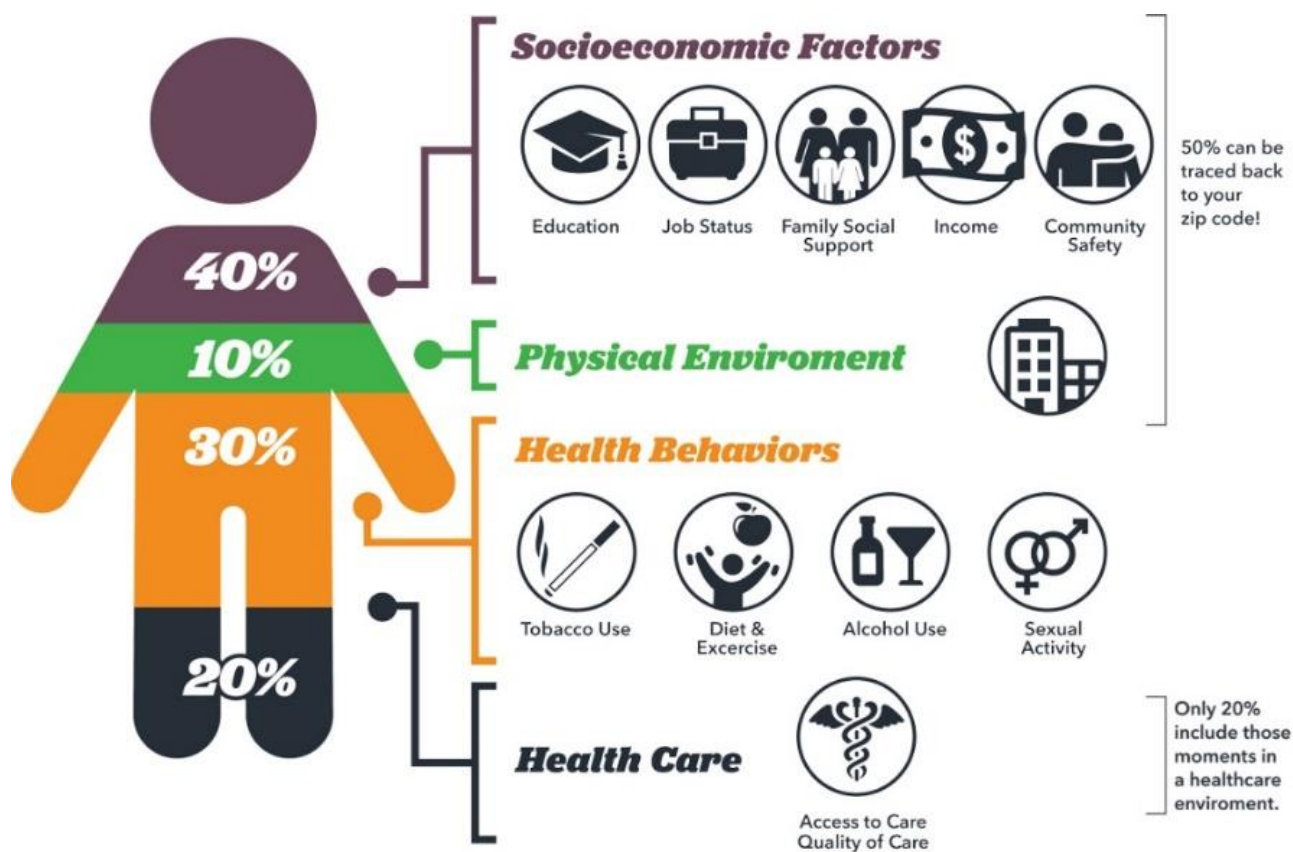 Socioeconomic Factors
Education
Job Status
Family Social
Support
Income
Community
Safety
50% can be
traced back
to your
zip code!
40%
10%
Physical Enviroment
30%
Health Behaviors
Tobacco Use
Diet &
Excercise
Alcohol Use
Sexual
Activity
20%
Health Care
Access to Care
Quality of Care
Only 20%
include those
moments in
a healthcare
enviroment.